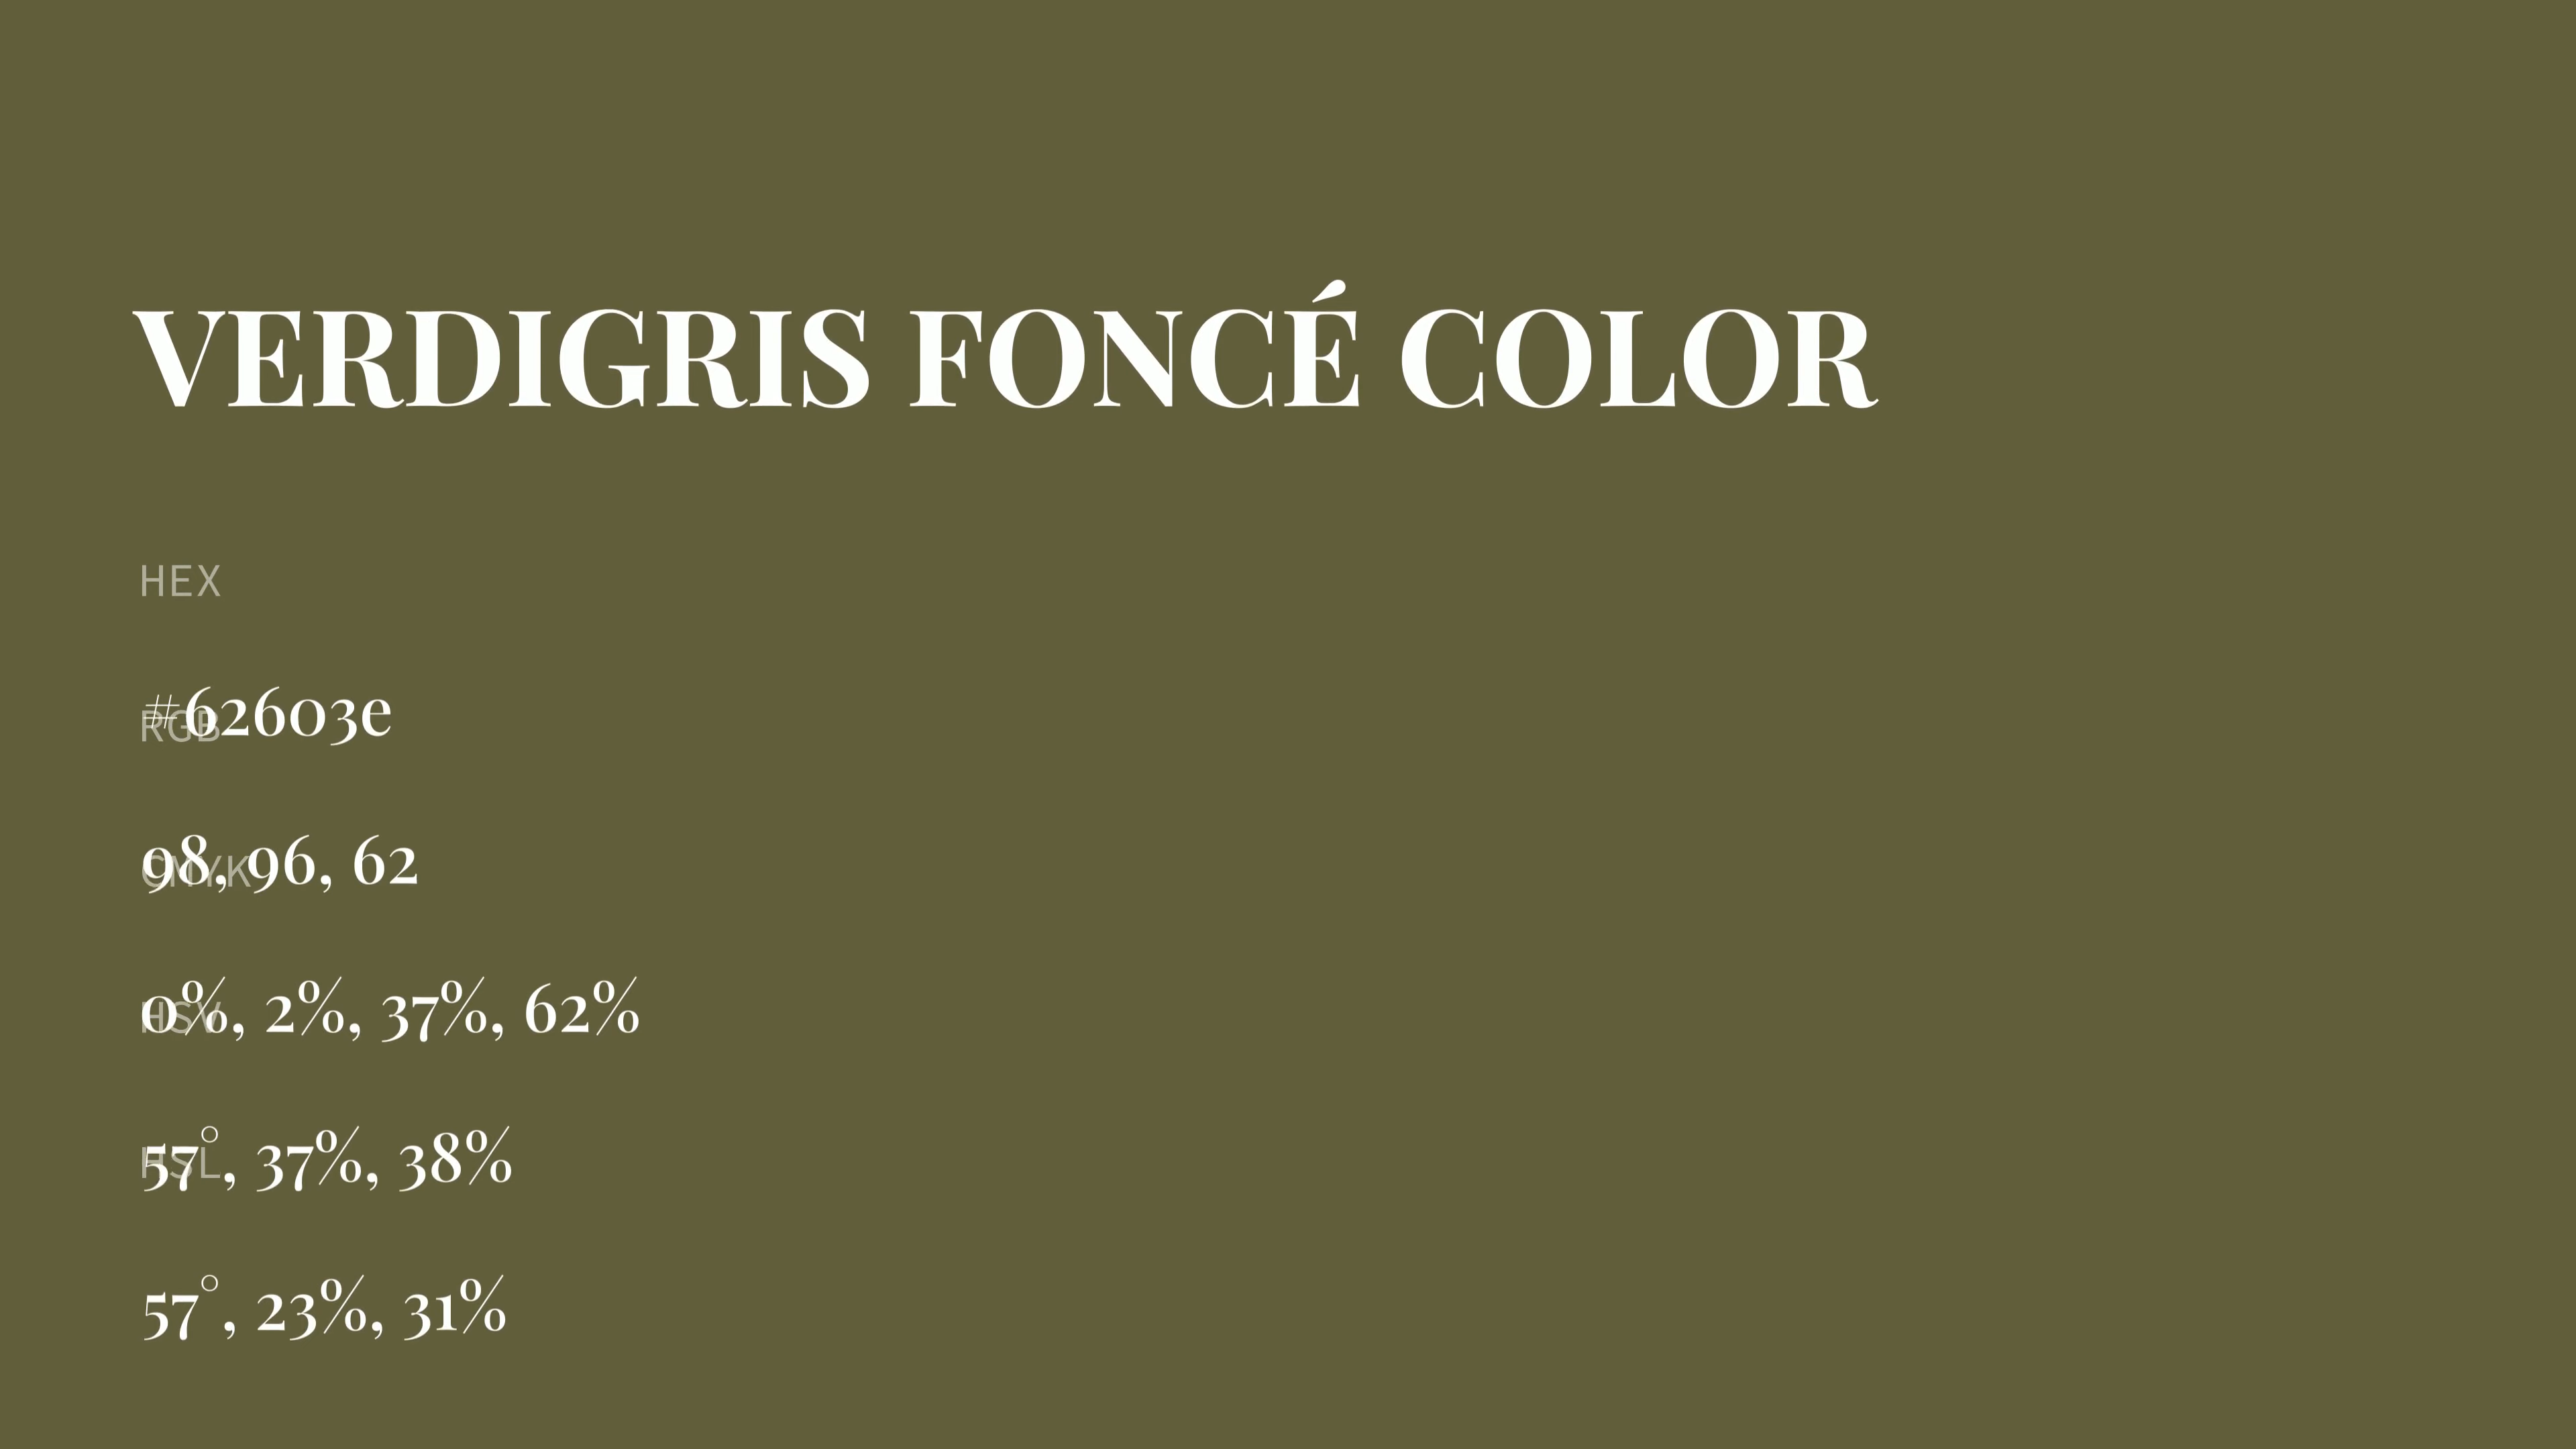 VERDIGRIS FONCÉ COLOR
HEX
#62603e
RGB
98, 96, 62
CMYK
0%, 2%, 37%, 62%
HSV
57°, 37%, 38%
HSL
57°, 23%, 31%